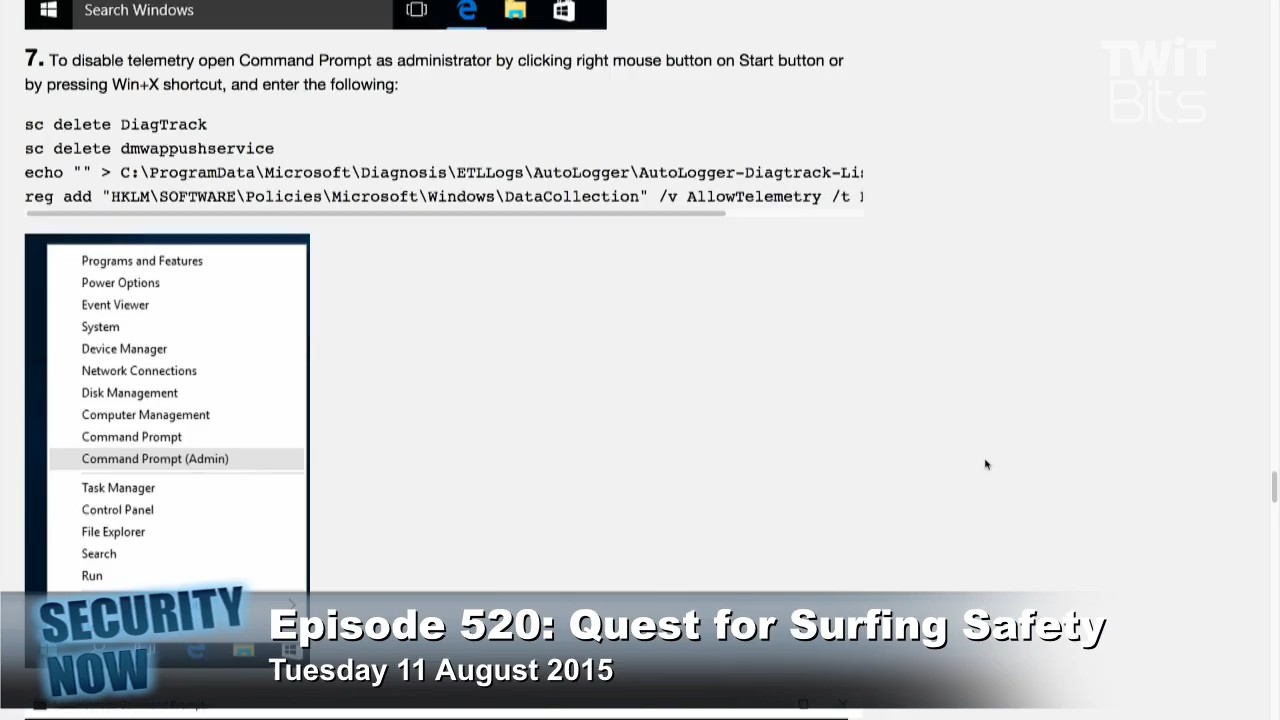 Search Windows
TWiT
Bits
7. To disable telemetry open Command Prompt as administrator by clicking right mouse button on Start button or
by pressing Win+X shortcut, and enter the following:
sc delete DiagTrack
sc delete dmwappushservice
echo "" > C:\ProgramData\Microsoft\Diagnosis\ETLLogs\AutoLogger\AutoLogger-Diagtrack-Lis
reg add "HKLM\SOFTWARE\Policies\Microsoft\Windows\DataCollection" /v AllowTelemetry /t
Programs and Features
Power Options
Event Viewer
System
Device Manager
Network Connections
Disk Management
Computer Management
Command Prompt
Command Prompt (Admin)
Task Manager
Control Panel
File Explorer
Search
Run
SECURITY
NOW
Episode 520: Quest for Surfing Safety
Tuesday 11 August 2015